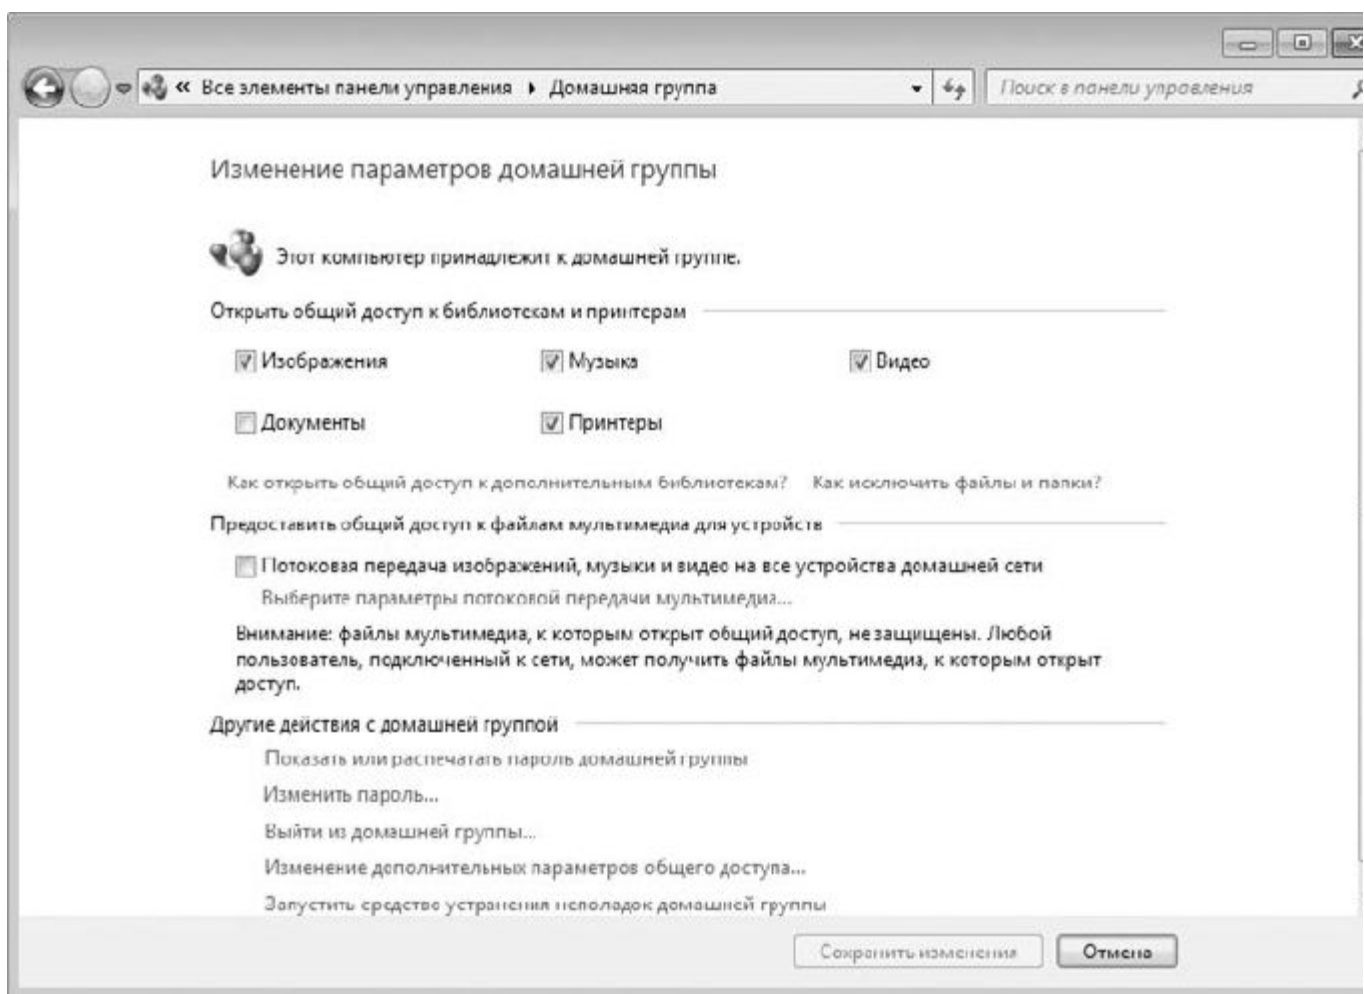 « Все элементы панели управления ▸ Домашняя группа
Поиск в панели управления
Изменение параметров домашней группы
Этот компьютер принадлежит к домашней группе.
Открыть общий доступ к библиотекам и принтерам
Изображения Музыка Видео
Документы Принтеры
Как открыть общий доступ к дополнительным библиотекам? Как исключить файлы и папки?
Предоставить общий доступ к файлам мультимедиа для устройств
Потоковая передача изображений, музыки и видео на все устройства домашней сети
Выберите параметры потоковой передачи мультимедиа...
Внимание: файлы мультимедиа, к которым открыт общий доступ, не защищены. Любой
пользователь, подключенный к сети, может получить файлы мультимедиа, к которым открыт
доступ.
Другие действия с домашней группой
Показать или распечатать пароль домашней группы
Изменить пароль...
Выйти из домашней группы...
Изменение дополнительных параметров общего доступа...
Запустить средство устранения неполадок домашней группы
Сохранить изменения Отмена